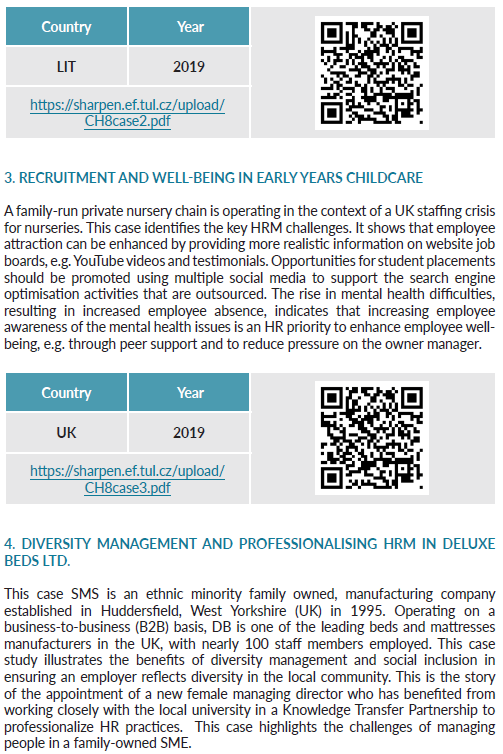 Country Year
LIT 2019
https://sharpen.ef.tul.cz/upload/
CH8case2.pdf
3. RECRUITMENT AND WELL-BEING IN EARLY YEARS CHILDCARE
A family-run private nursery chain is operating in the context of a UK staffing crisis
for nurseries. This case identifies the key HRM challenges. It shows that employee
attraction can be enhanced by providing more realistic information on website job
boards, e.g. YouTube videos and testimonials. Opportunities for student placements
should be promoted using multiple social media to support the search engine
optimisation activities that are outsourced. The rise in mental health difficulties,
resulting in increased employee absence, indicates that increasing employee
awareness of the mental health issues is an HR priority to enhance employee well-
being, e.g. through peer support and to reduce pressure on the owner manager.
Country Year
UK 2019
https://sharpen.ef.tul.cz/upload/
CH8case3.pdf
4. DIVERSITY MANAGEMENT AND PROFESSIONALISING HRM IN DELUXE
BEDS LTD.
This case SMS is an ethnic minority family owned, manufacturing company
established in Huddersfield, West Yorkshire (UK) in 1995. Operating on a
business-to-business (B2B) basis, DB is one of the leading beds and mattresses
manufacturers in the UK, with nearly 100 staff members employed. This case
study illustrates the benefits of diversity management and social inclusion in
ensuring an employer reflects diversity in the local community. This is the story
of the appointment of a new female managing director who has benefited from
working closely with the local university in a Knowledge Transfer Partnership to
professionalize HR practices. This case highlights the challenges of managing
people in a family-owned SME.